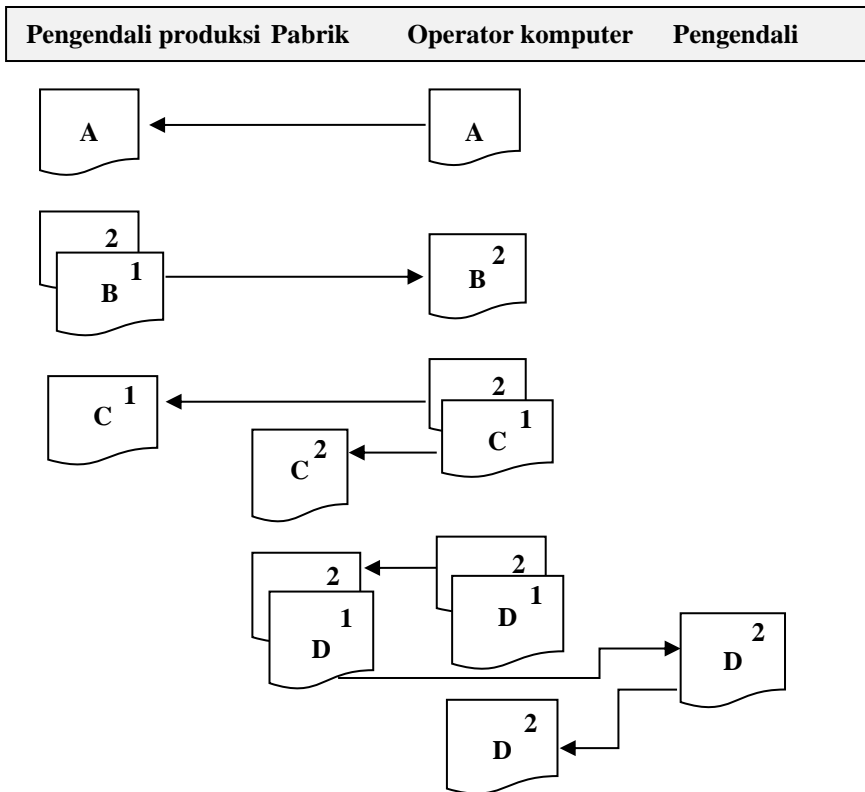 Pengendali produksi Pabrik Operator komputer Pengendali
A A
2
B 1 B 2
C 1 2
C 1
C 2
2 2
D 1 D 1
D 2
D 2